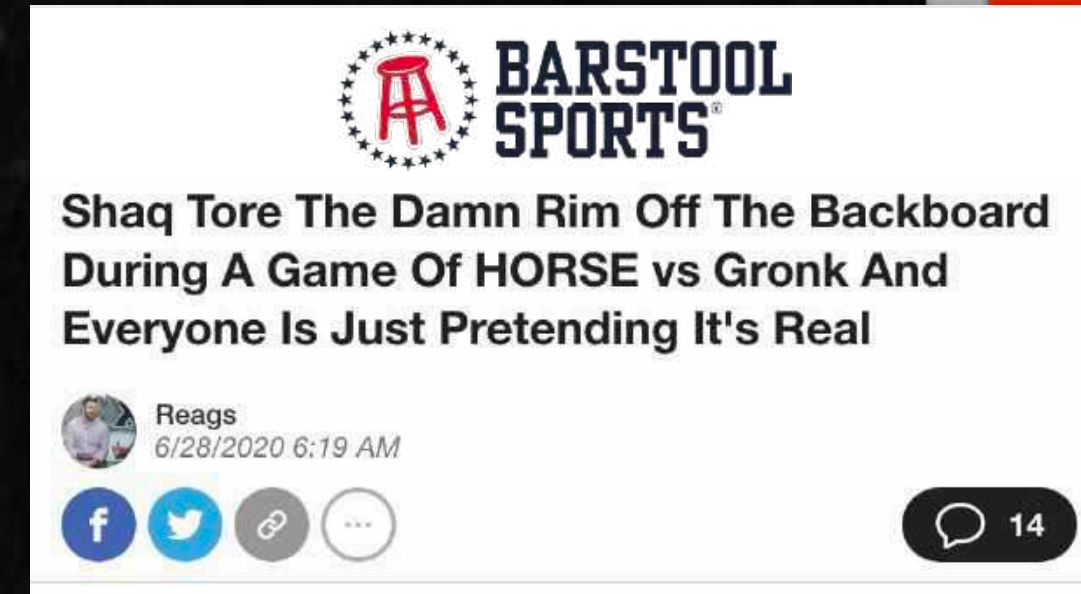 BARSTOOL
SPORTS®
Shaq Tore The Damn Rim Off The Backboard
During A Game Of HORSE vs Gronk And
Everyone Is Just Pretending It's Real
Reags
6/28/2020 6:19 AM
f
14